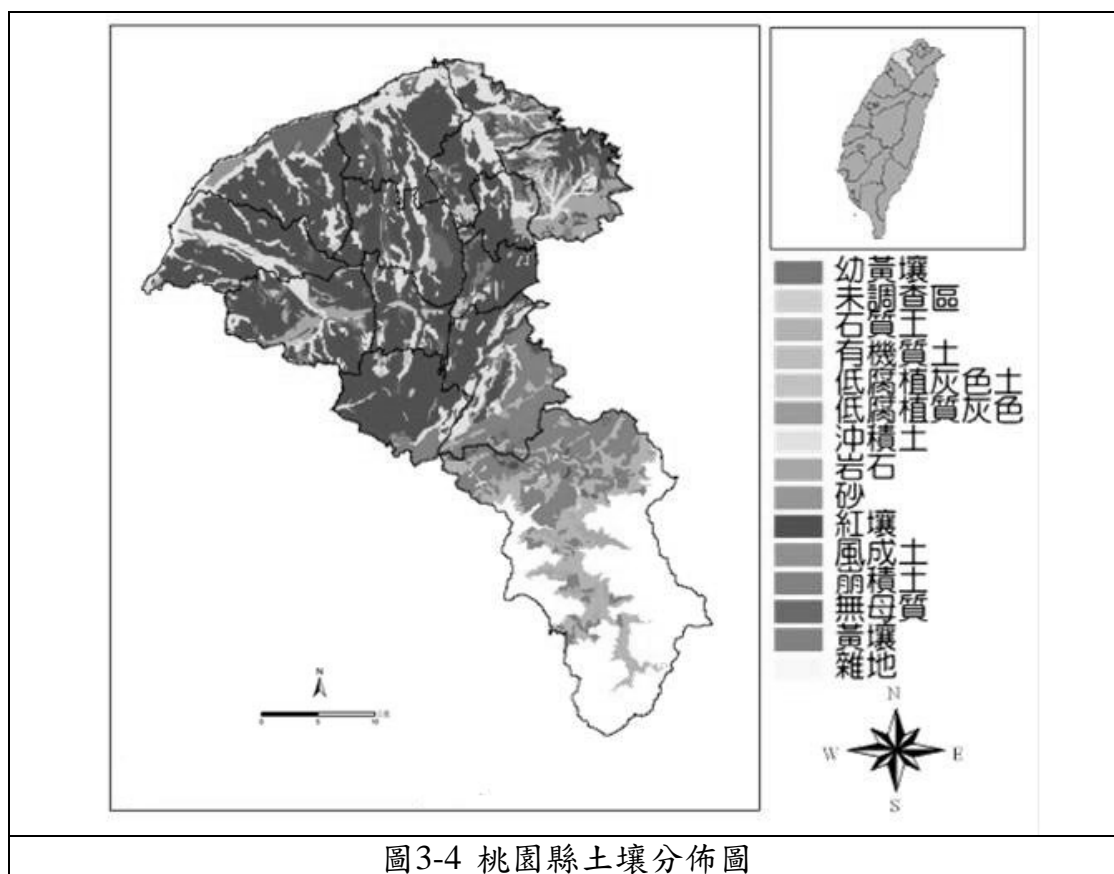 幼黃壤
未調查區
石質土
有機質土
低腐植灰色土
低腐植質灰色
沖積土
岩石
砂
紅壤
風成土
崩積土
無母質
黃壤
雜地
N
0 5 10
N
W E
S
圖3-4 桃園縣土壤分佈圖